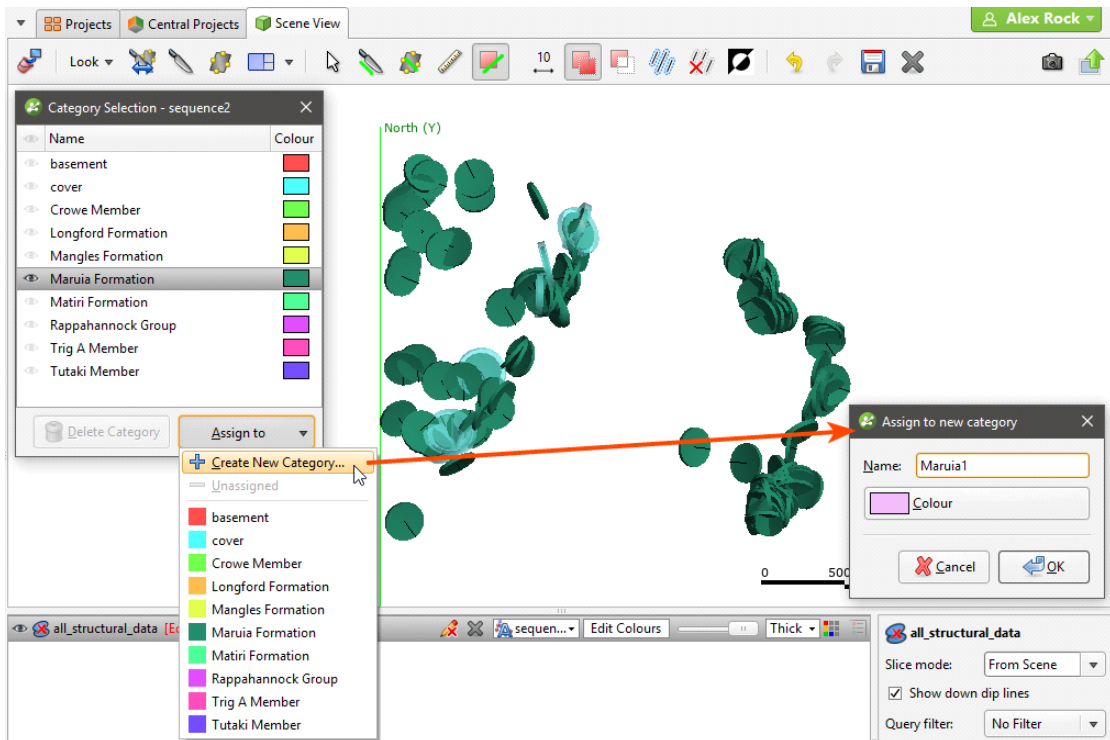 Projects
Central Projects
Scene View
Alex Rock
Look
10
Category Selection - sequence2
Name Colour
basement
cover
Crowe Member
Longford Formation
Mangles Formation
Maruia Formation
Matiri Formation
Rappahannock Group
Trig A Member
Tutaki Member
Delete Category
Assign to
Create New Category...
Unassigned
basement
cover
Crowe Member
Longford Formation
Mangles Formation
Maruia Formation
Matiri Formation
Rappahannock Group
Trig A Member
Tutaki Member
North (Y)
0 500
Assign to new category
Name: Maruia1
Colour
Cancel OK
all_structural_data
sequen... Edit Colours Thick
all_structural_data
Slice mode: From Scene
Show down dip lines
Query filter: No Filter